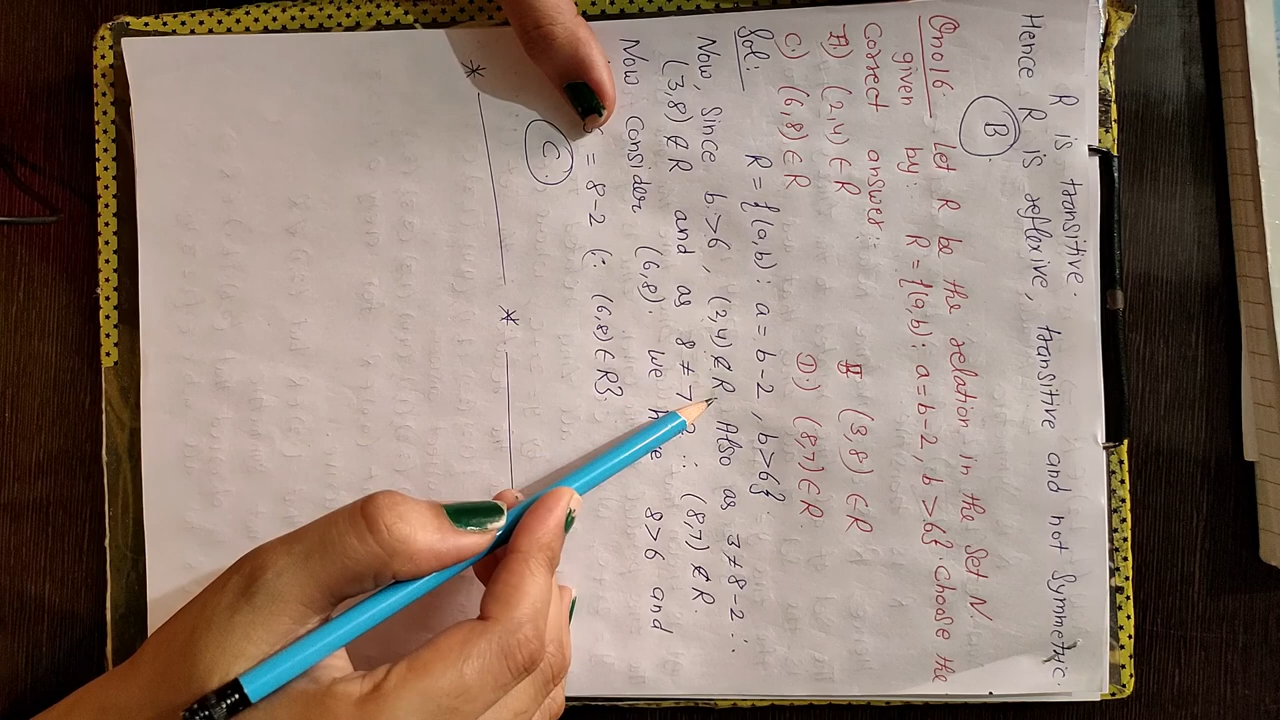 R is transitive.
Hence R is reflexive, transitive and not symmetric.
B.
Qno16. Let R be the relation in the set N
given by: R = {(a,b): a = b-2, b > 6}. Choose the
Correct answer:
A.) (2,4) ∈ R (3,8) ∈ R
C.) (6,8) ∈ R D.) (8,7) ∈ R.
Sol: R = {(a,b): a = b-2, b > 6}
Now, since b > 6, (2,4) ∉ R Also as 3 ≠ 8-2 ∴
(3,8) ∉ R and as 8 ≠ 7 ∴ (8,7) ∉ R.
Now consider (6,8). we 8 > 6 and
= 8-2 (∵ (6,8) ∈ R}.
C.
* *